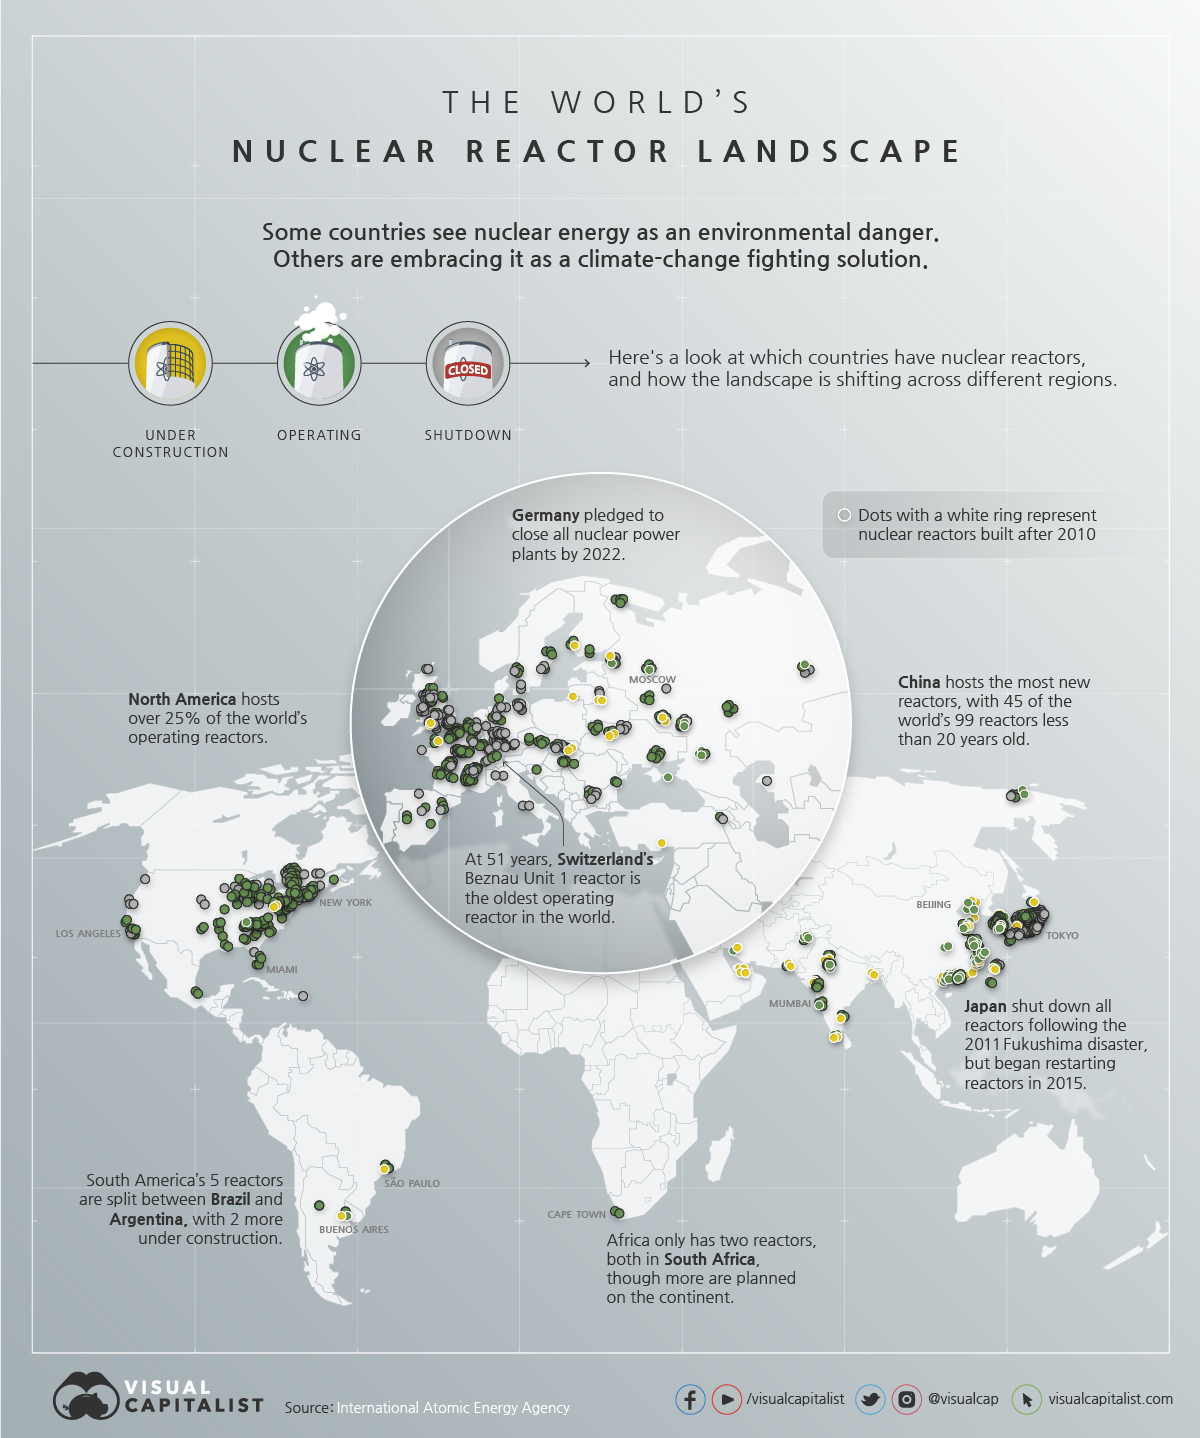 THE WORLD'S
NUCLEAR REACTOR LANDSCAPE
Some countries see nuclear energy as an environmental danger.
Others are embracing it as a climate-change fighting solution.
CLOSED
UNDER
CONSTRUCTION
OPERATING
SHUTDOWN
Here's a look at which countries have nuclear reactors,
and how the landscape is shifting across different regions.
Dots with a white ring represent
nuclear reactors built after 2010
Germany pledged to
close all nuclear power
plants by 2022.
MOSCOW
North America hosts
over 25% of the world's
operating reactors.
China hosts the most new
reactors, with 45 of the
world's 99 reactors less
than 20 years old.
At 51 years, Switzerland's
Beznau Unit 1 reactor is
the oldest operating
reactor in the world.
NEW YORK
LOS ANGELES
MIAMI
BEIJING
TOKYO
MUMBAI
Japan shut down all
reactors following the
2011 Fukushima disaster,
but began restarting
reactors in 2015.
South America's 5 reactors
are split between Brazil and
Argentina, with 2 more
under construction.
SÃO PAULO
BUENOS AIRES
CAPE TOWN
Africa only has two reactors,
both in South Africa,
though more are planned
on the continent.
VISUAL
CAPITALIST
Source: International Atomic Energy Agency
/visualcapitalist
@visualcap
visualcapitalist.com